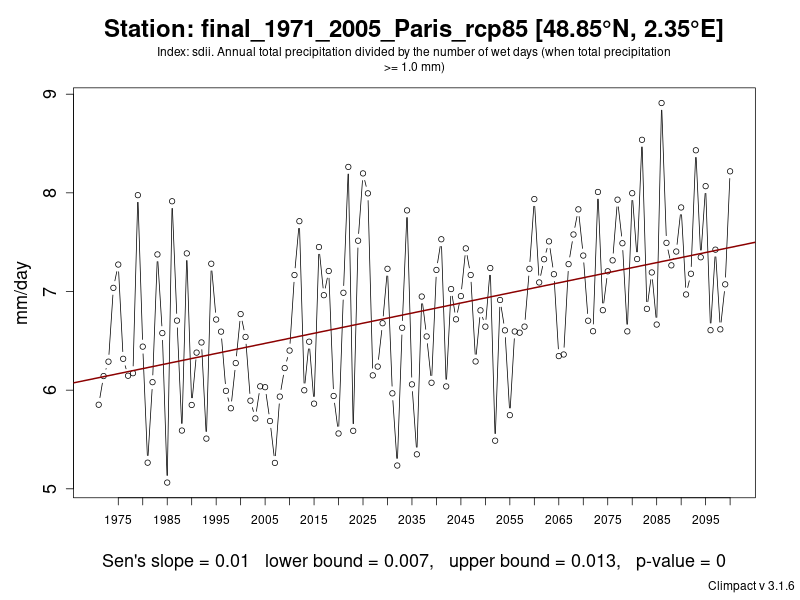 Station: final_1971_2005_Paris_rcp85 [48.85°N, 2.35°E]
Index: sdii. Annual total precipitation divided by the number of wet days (when total precipitation
>= 1.0 mm)
9
8
7
6
5
mm/day
1975 1985 1995 2005 2015 2025 2035 2045 2055 2065 2075 2085 2095
Sen's slope = 0.01 lower bound = 0.007, upper bound = 0.013, p-value = 0
Climpact v 3.1.6